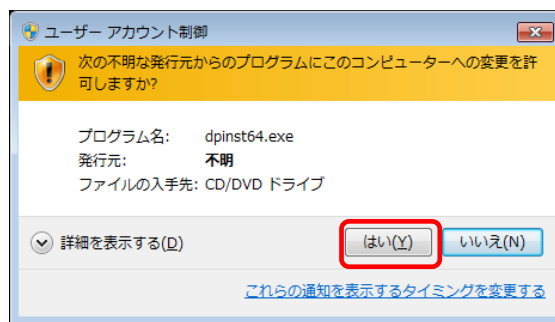 ユーザー アカウント制御
次の不明な発行元からのプログラムにこのコンピューターへの変更を許
可しますか?
プログラム名: dpinst64.exe
発行元: 不明
ファイルの入手先: CD/DVD ドライブ
詳細を表示する(D) はい(Y) いいえ(N)
これらの通知を表示するタイミングを変更する